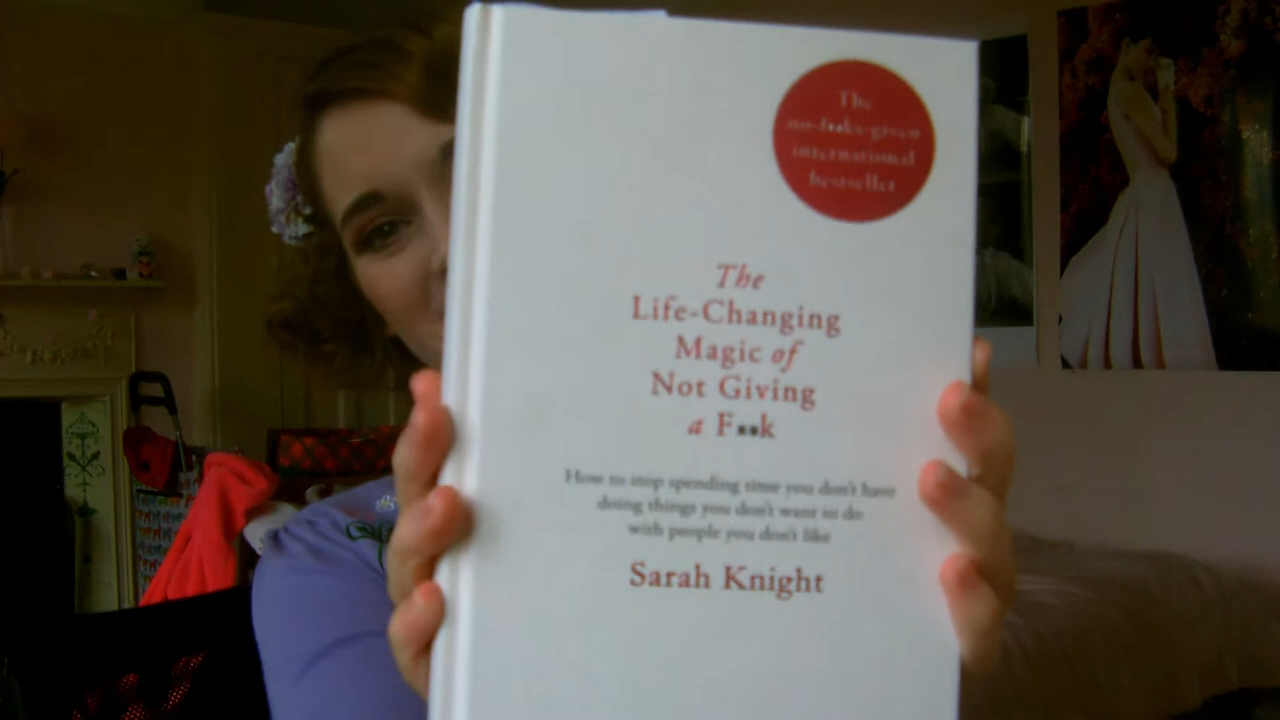 The
no-f**ks-given
international
bestseller
The
Life-Changing
Magic of
Not Giving
a F**k
How to stop spending time you don't have
doing things you don't want to do
with people you don't like
Sarah Knight